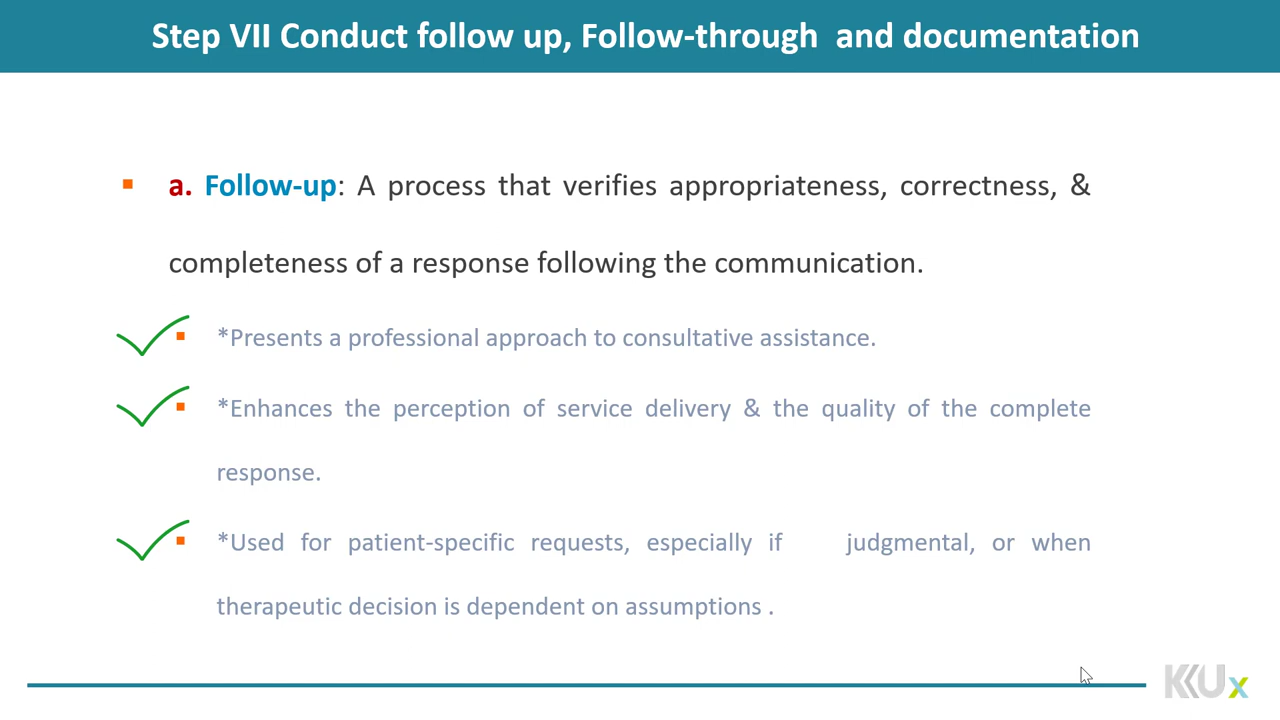 Step VII Conduct follow up, Follow-through and documentation
a. Follow-up: A process that verifies appropriateness, correctness, &
completeness of a response following the communication.
*Presents a professional approach to consultative assistance.
*Enhances the perception of service delivery & the quality of the complete
response.
*Used for patient-specific requests, especially if judgmental, or when
therapeutic decision is dependent on assumptions .
KKUx